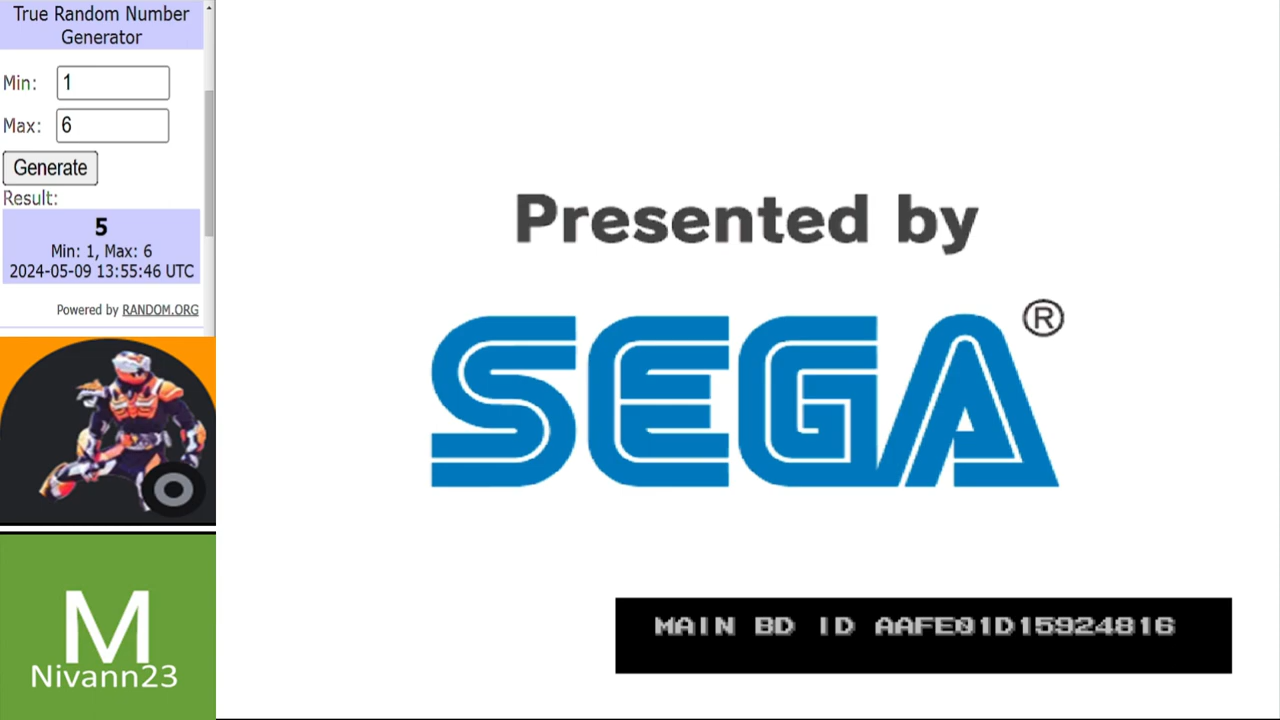 True Random Number
Generator
Min: 1
Max: 6
Generate
Result:
5
Min: 1, Max: 6
2024-05-09 13:55:46 UTC
Powered by RANDOM.ORG
M
Nivann23
Presented by
SEGA®
MAIN BD ID AAFE01D15924816